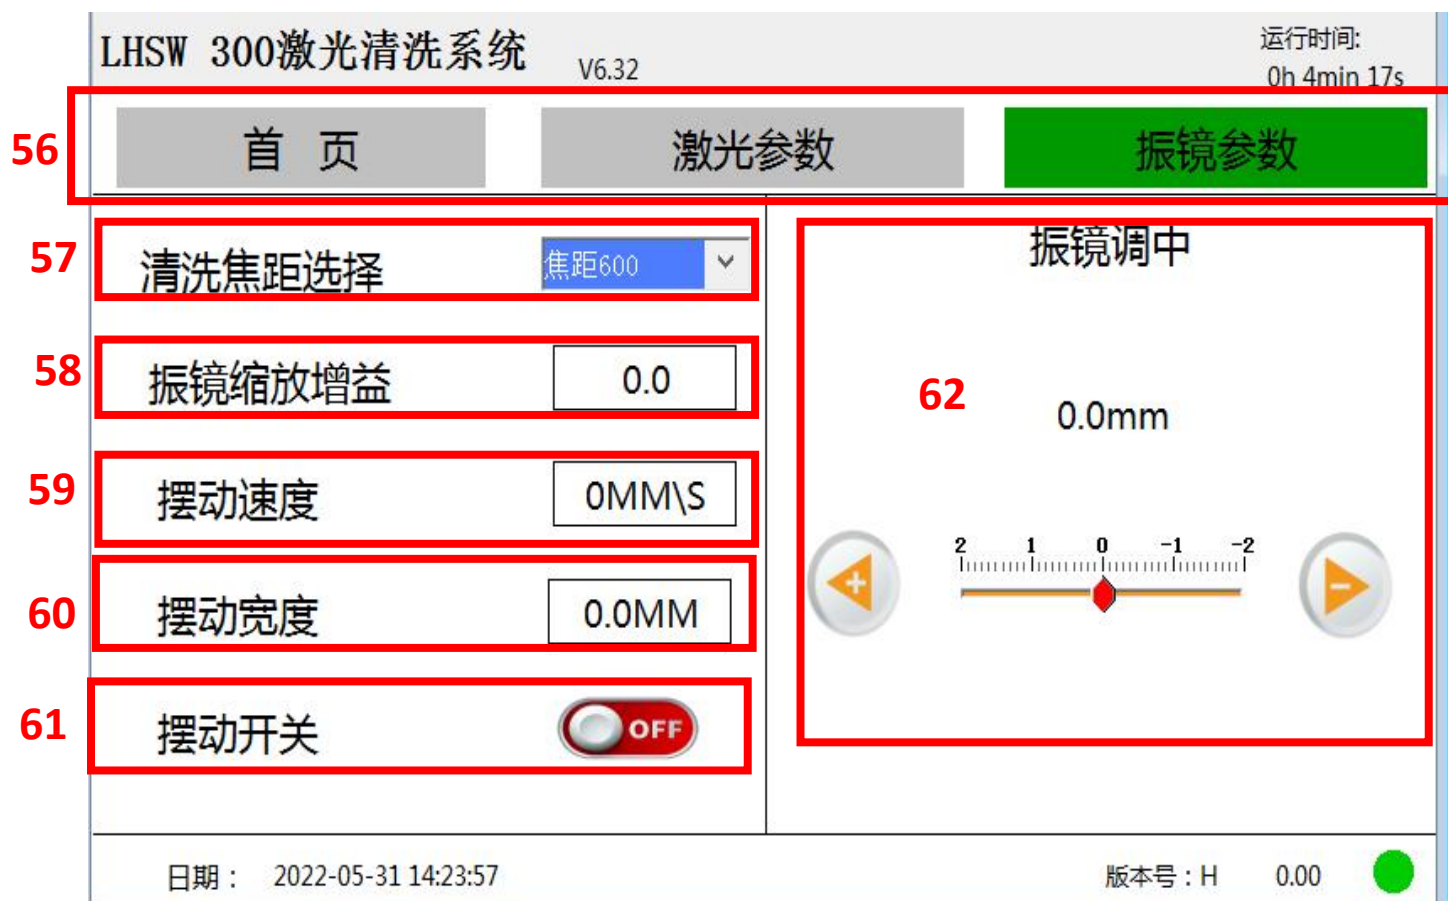 LHSW 300激光清洗系统 V6.32
运行时间:
0h 4min 17s
56 首 页 激光参数 振镜参数
57 清洗焦距选择 焦距600
58 振镜缩放增益 0.0
59 摆动速度 0MM\S
60 摆动宽度 0.0MM
61 摆动开关 OFF
振镜调中
62 0.0mm
2 1 0 -1 -2
+ −
日期： 2022-05-31 14:23:57 版本号：H 0.00